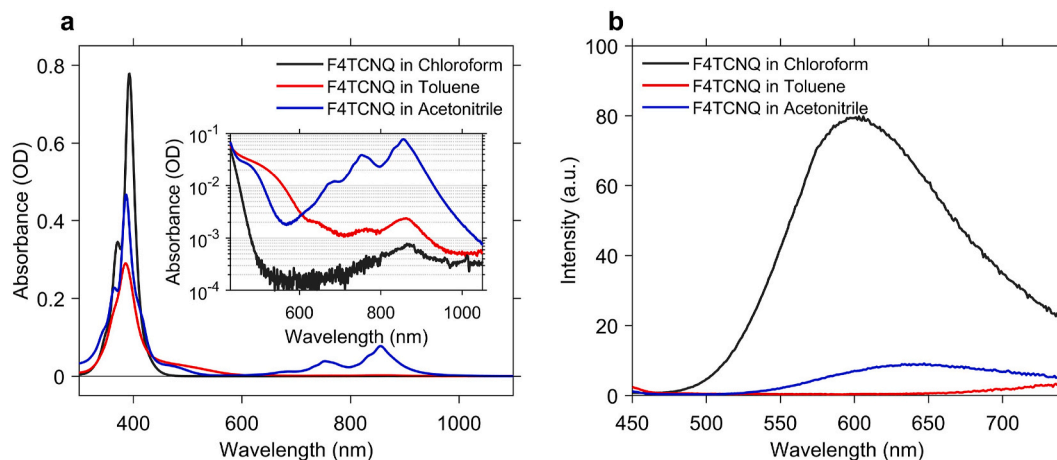 a
0.8
0.6
0.4
0.2
0
Absorbance (OD)
400
600
800
1000
Wavelength (nm)
F4TCNQ in Chloroform
F4TCNQ in Toluene
F4TCNQ in Acetonitrile
10-1
10-2
10-3
10-4
Absorbance (OD)
600
800
1000
Wavelength (nm)
b
100
80
60
40
20
0
Intensity (a.u.)
450
500
550
600
650
700
Wavelength (nm)
F4TCNQ in Chloroform
F4TCNQ in Toluene
F4TCNQ in Acetonitrile